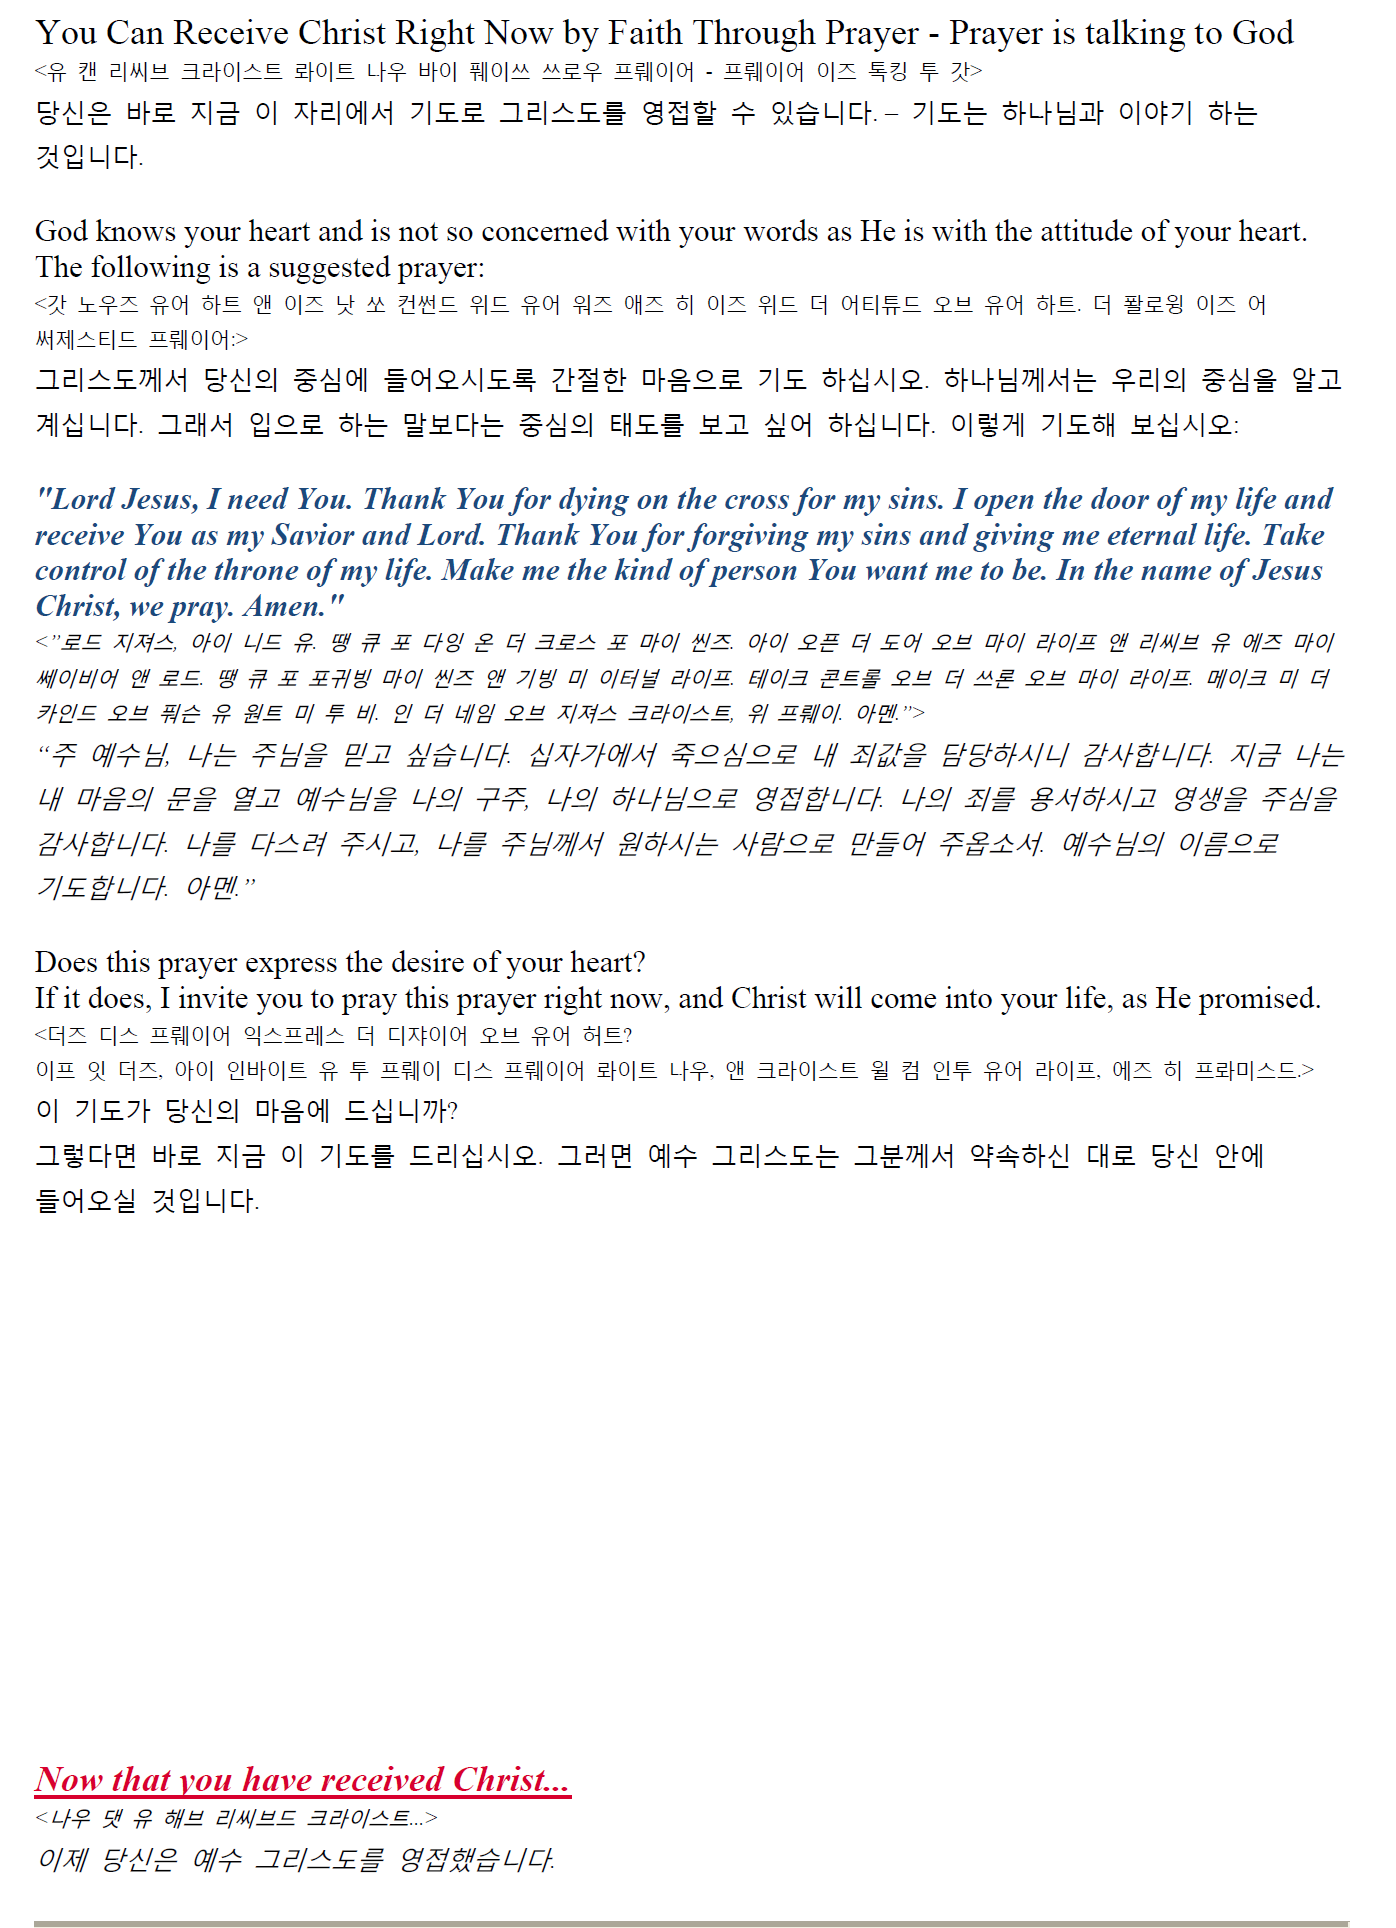 You Can Receive Christ Right Now by Faith Through Prayer - Prayer is talking to God
<유 캔 리씨브 크라이스트 롸이트 나우 바이 풰이쓰 쓰로우 프뤠이어 - 프뤠이어 이즈 톡킹 투 갓>
당신은 바로 지금 이 자리에서 기도로 그리스도를 영접할 수 있습니다. – 기도는 하나님과 이야기 하는
것입니다.
God knows your heart and is not so concerned with your words as He is with the attitude of your heart.
The following is a suggested prayer:
<갓 노우즈 유어 하트 앤 이즈 낫 쏘 컨썬드 위드 유어 워즈 애즈 히 이즈 위드 더 어티튜드 오브 유어 하트. 더 퐐로윙 이즈 어
써제스티드 프뤠이어:>
그리스도께서 당신의 중심에 들어오시도록 간절한 마음으로 기도 하십시오. 하나님께서는 우리의 중심을 알고
계십니다. 그래서 입으로 하는 말보다는 중심의 태도를 보고 싶어 하십니다. 이렇게 기도해 보십시오:
"Lord Jesus, I need You. Thank You for dying on the cross for my sins. I open the door of my life and
receive You as my Savior and Lord. Thank You for forgiving my sins and giving me eternal life. Take
control of the throne of my life. Make me the kind of person You want me to be. In the name of Jesus
Christ, we pray. Amen."
<”로드 지져스, 아이 니드 유. 땡 큐 포 다잉 온 더 크로스 포 마이 씬즈. 아이 오픈 더 도어 오브 마이 라이프 앤 리씨브 유 에즈 마이
쎄이비어 앤 로드. 땡 큐 포 포귀빙 마이 씬즈 앤 기빙 미 이터널 라이프. 테이크 콘트롤 오브 더 쓰론 오브 마이 라이프. 메이크 미 더
카인드 오브 풔슨 유 원트 미 투 비. 인 더 네임 오브 지져스 크라이스트, 위 프뤠이. 아멘.”>
“주 예수님, 나는 주님을 믿고 싶습니다. 십자가에서 죽으심으로 내 죄값을 담당하시니 감사합니다. 지금 나는
내 마음의 문을 열고 예수님을 나의 구주, 나의 하나님으로 영접합니다. 나의 죄를 용서하시고 영생을 주심을
감사합니다. 나를 다스려 주시고, 나를 주님께서 원하시는 사람으로 만들어 주옵소서. 예수님의 이름으로
기도합니다. 아멘.”
Does this prayer express the desire of your heart?
If it does, I invite you to pray this prayer right now, and Christ will come into your life, as He promised.
<더즈 디스 프뤠이어 익스프레스 더 디쟈이어 오브 유어 허트?
이프 잇 더즈, 아이 인바이트 유 투 프뤠이 디스 프뤠이어 롸이트 나우, 앤 크라이스트 윌 컴 인투 유어 라이프, 에즈 히 프롸미스드.>
이 기도가 당신의 마음에 드십니까?
그렇다면 바로 지금 이 기도를 드리십시오. 그러면 예수 그리스도는 그분께서 약속하신 대로 당신 안에
들어오실 것입니다.
Now that you have received Christ...
<나우 댓 유 해브 리씨브드 크라이스트...>
이제 당신은 예수 그리스도를 영접했습니다.